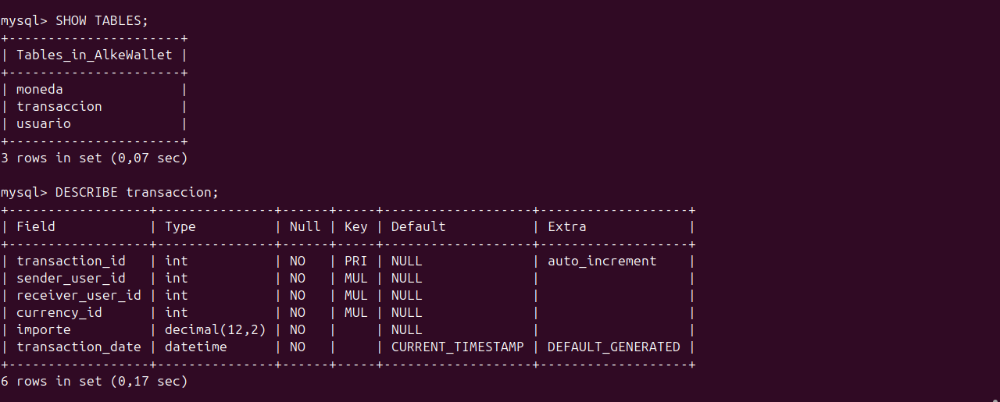 mysql> SHOW TABLES;
+----------------------+
| Tables_in_AlkeWallet |
+----------------------+
| moneda               |
| transaccion          |
| usuario              |
+----------------------+
3 rows in set (0,07 sec)

mysql> DESCRIBE transaccion;
+------------------+---------------+------+-----+-------------------+-------------------+
| Field            | Type          | Null | Key | Default           | Extra             |
+------------------+---------------+------+-----+-------------------+-------------------+
| transaction_id   | int           | NO   | PRI | NULL              | auto_increment    |
| sender_user_id   | int           | NO   | MUL | NULL              |                   |
| receiver_user_id | int           | NO   | MUL | NULL              |                   |
| currency_id      | int           | NO   | MUL | NULL              |                   |
| importe          | decimal(12,2) | NO   |     | NULL              |                   |
| transaction_date | datetime      | NO   |     | CURRENT_TIMESTAMP | DEFAULT_GENERATED |
+------------------+---------------+------+-----+-------------------+-------------------+
6 rows in set (0,17 sec)